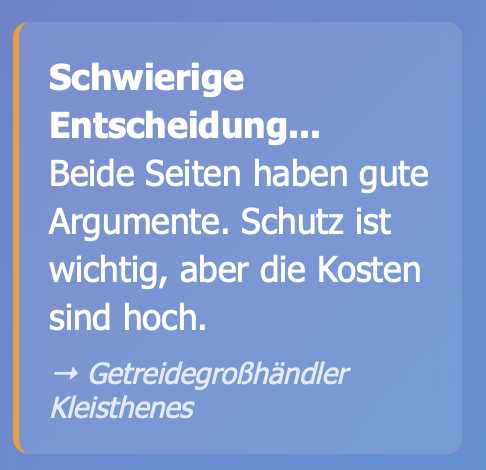 Schwierige
Entscheidung...
Beide Seiten haben gute
Argumente. Schutz ist
wichtig, aber die Kosten
sind hoch.
→ Getreidegroßhändler
Kleisthenes